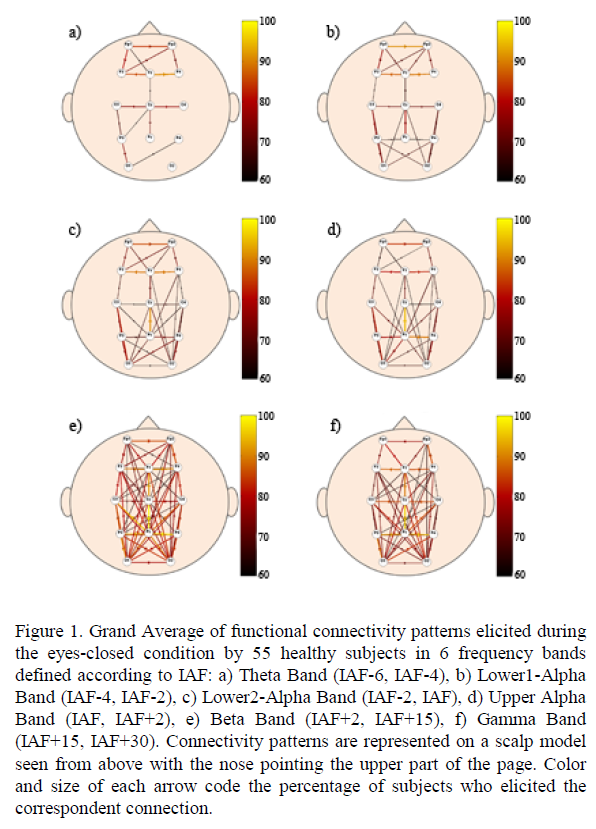 a)
100
90
80
70
60
b)
100
90
80
70
60
c)
100
90
80
70
60
d)
100
90
80
70
60
e)
100
90
80
70
60
f)
100
90
80
70
60
Figure 1. Grand Average of functional connectivity patterns elicited during
the eyes-closed condition by 55 healthy subjects in 6 frequency bands
defined according to IAF: a) Theta Band (IAF-6, IAF-4), b) Lower1-Alpha
Band (IAF-4, IAF-2), c) Lower2-Alpha Band (IAF-2, IAF), d) Upper Alpha
Band (IAF, IAF+2), e) Beta Band (IAF+2, IAF+15), f) Gamma Band
(IAF+15, IAF+30). Connectivity patterns are represented on a scalp model
seen from above with the nose pointing the upper part of the page. Color
and size of each arrow code the percentage of subjects who elicited the
correspondent connection.